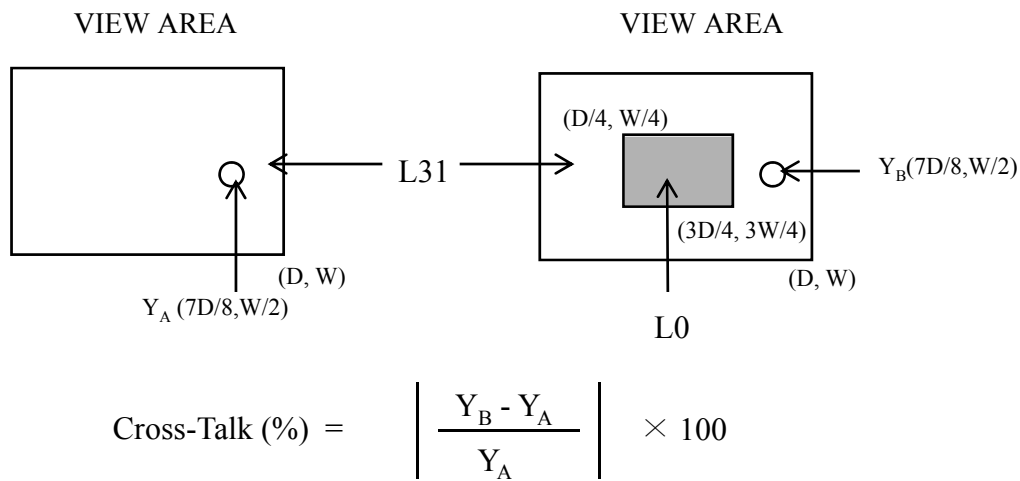 VIEW AREA
VIEW AREA
(D/4, W/4)
L31
Y_B(7D/8,W/2)
(3D/4, 3W/4)
(D, W)
(D, W)
Y_A (7D/8,W/2)
L0
Cross-Talk (%) = | (Y_B - Y_A) / Y_A | × 100